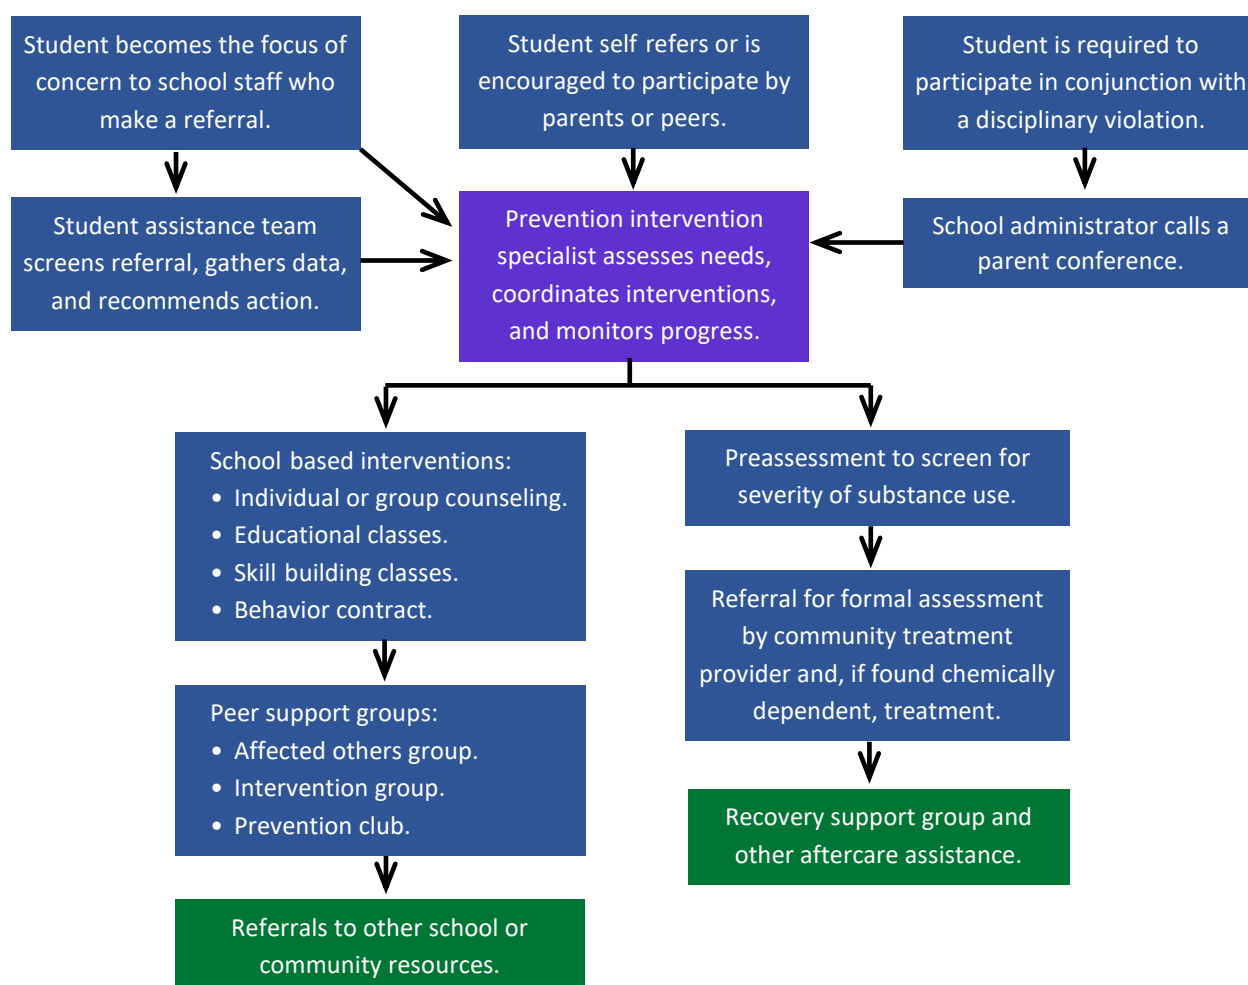 Student becomes the focus of
concern to school staff who
make a referral.
Student self refers or is
encouraged to participate by
parents or peers.
Student is required to
participate in conjunction with
a disciplinary violation.
Student assistance team
screens referral, gathers data,
and recommends action.
Prevention intervention
specialist assesses needs,
coordinates interventions,
and monitors progress.
School administrator calls a
parent conference.
School based interventions:
• Individual or group counseling.
• Educational classes.
• Skill building classes.
• Behavior contract.
Preassessment to screen for
severity of substance use.
Referral for formal assessment
by community treatment
provider and, if found chemically
dependent, treatment.
Peer support groups:
• Affected others group.
• Intervention group.
• Prevention club.
Recovery support group and
other aftercare assistance.
Referrals to other school or
community resources.